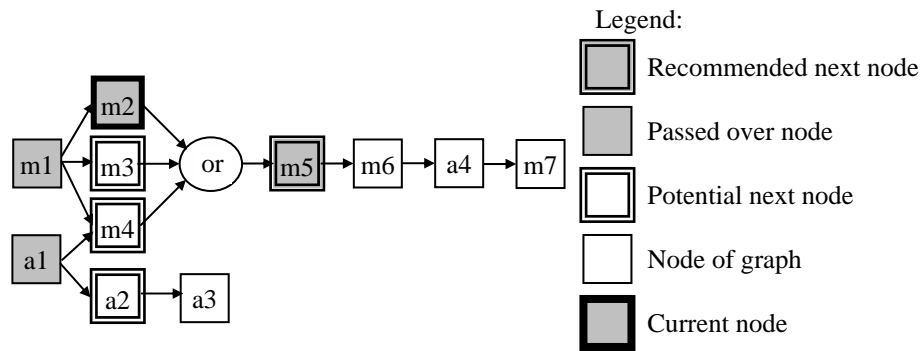 Legend:
m2
Recommended next node
m1
m3
or
m5
m6
a4
m7
Passed over node
m4
Potential next node
a1
Node of graph
a2
a3
Current node